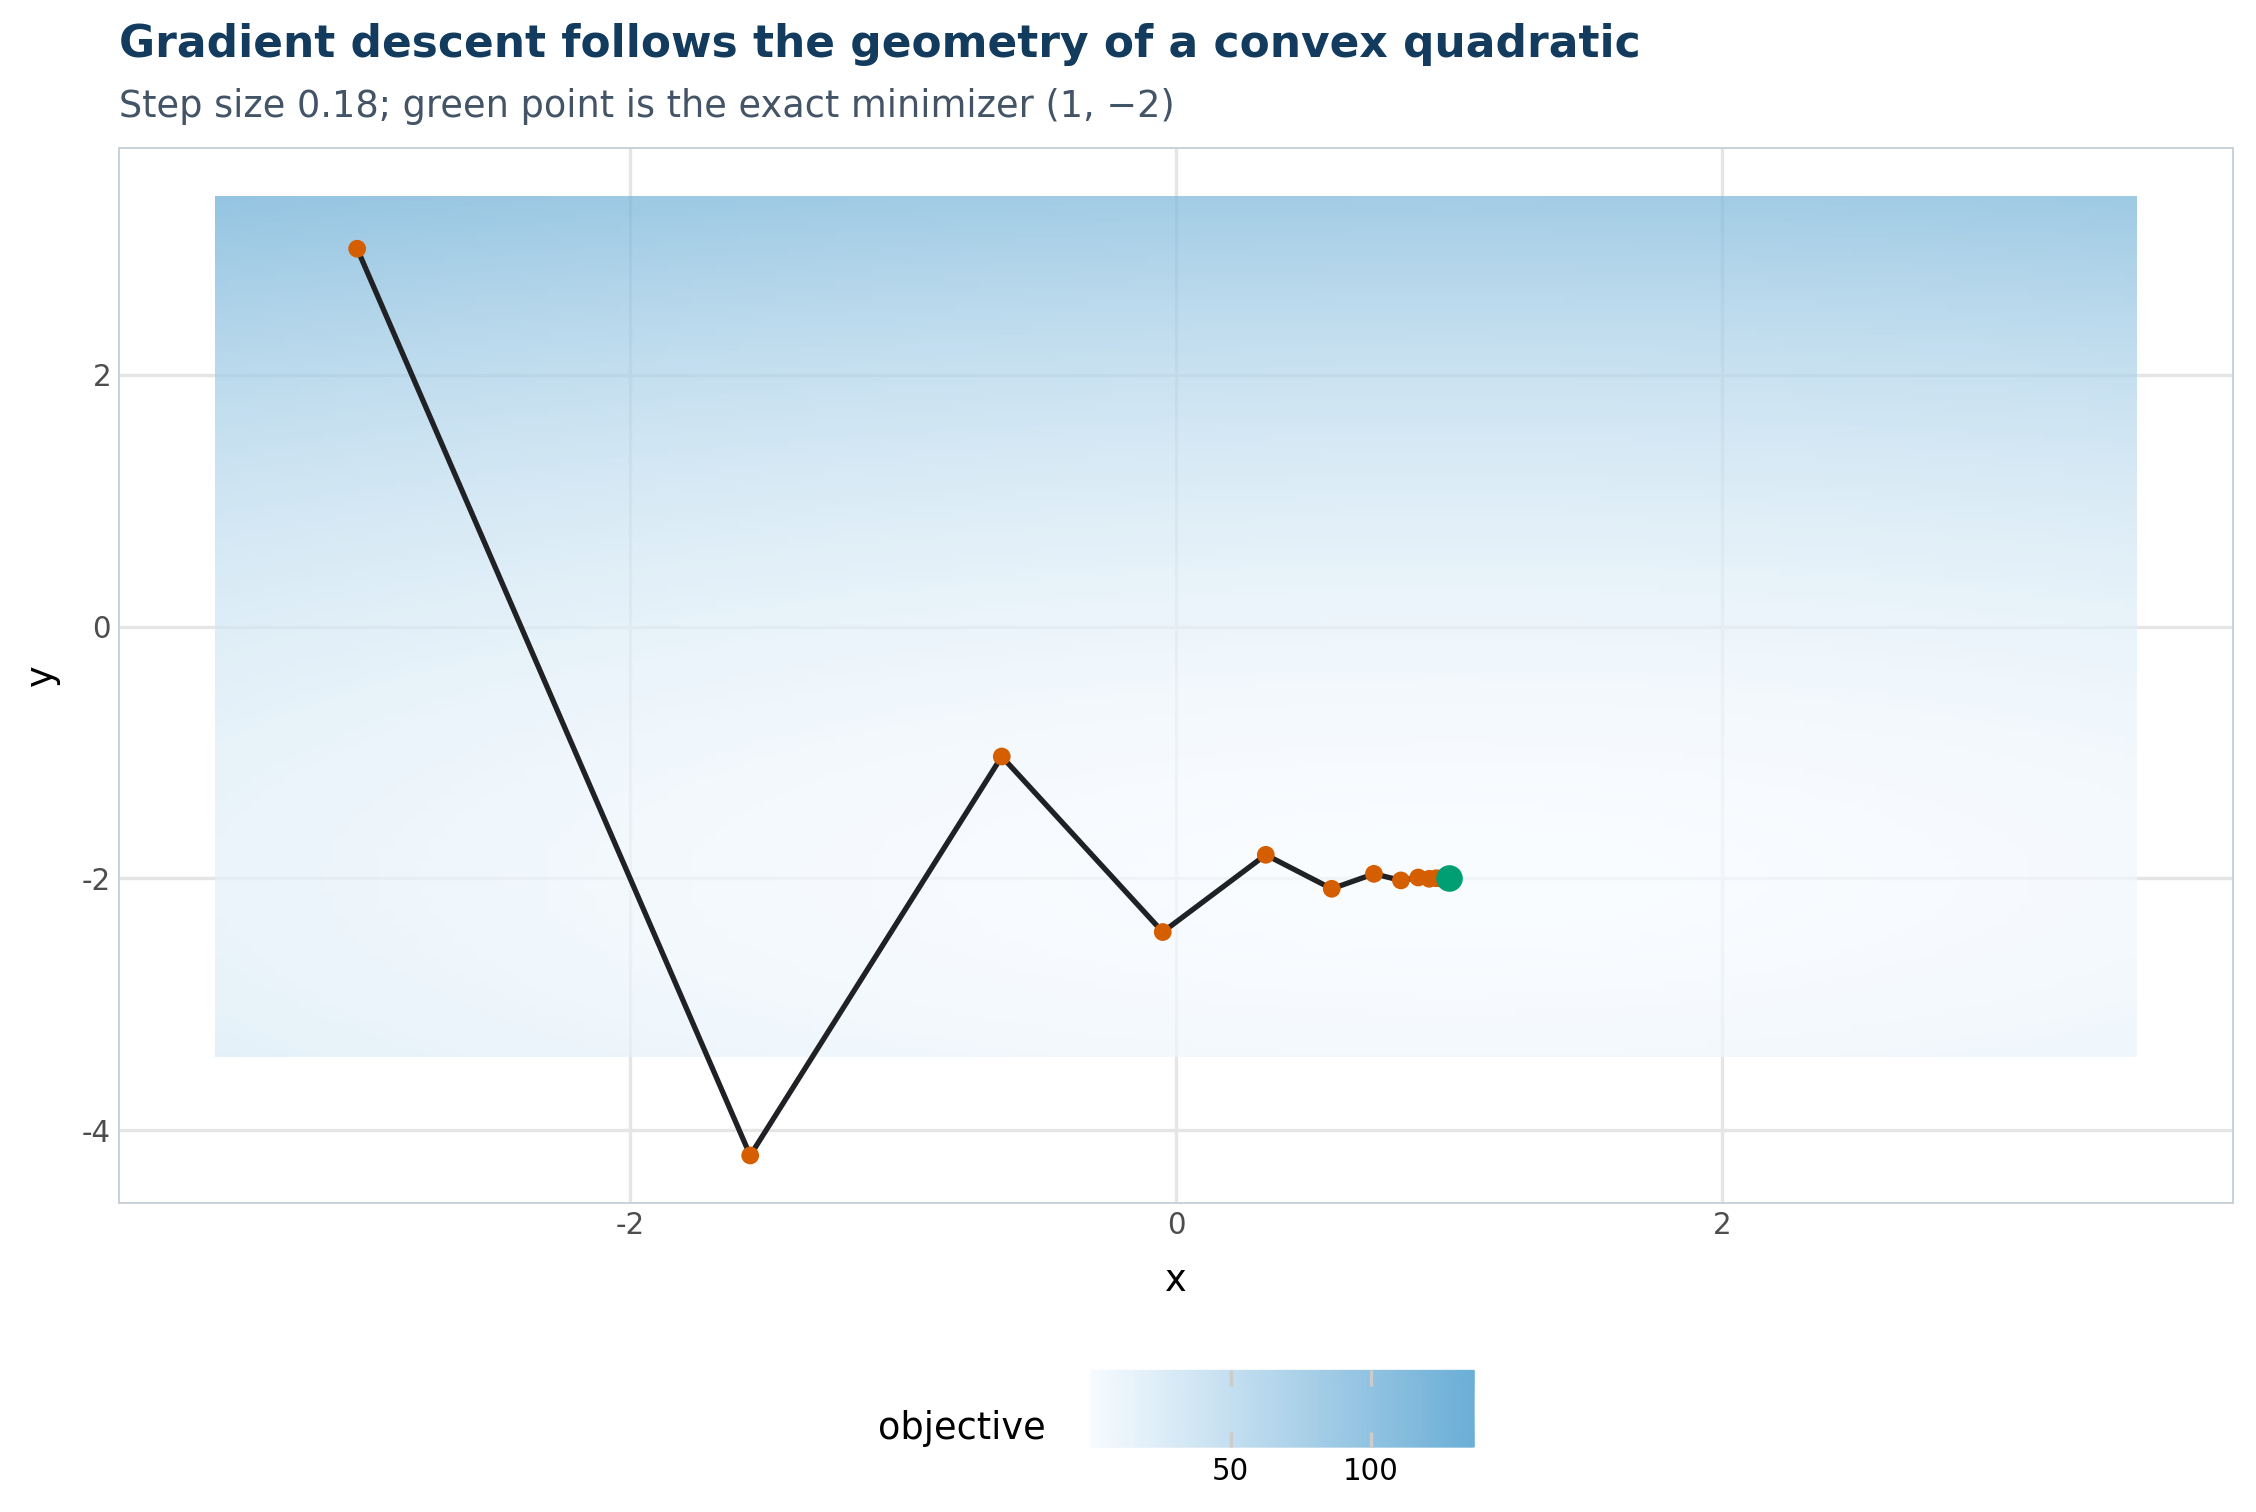 Gradient descent follows the geometry of a convex quadratic
Step size 0.18; green point is the exact minimizer (1, −2)
2
0
-2
-4
y
-2 0 2
x
objective
50 100